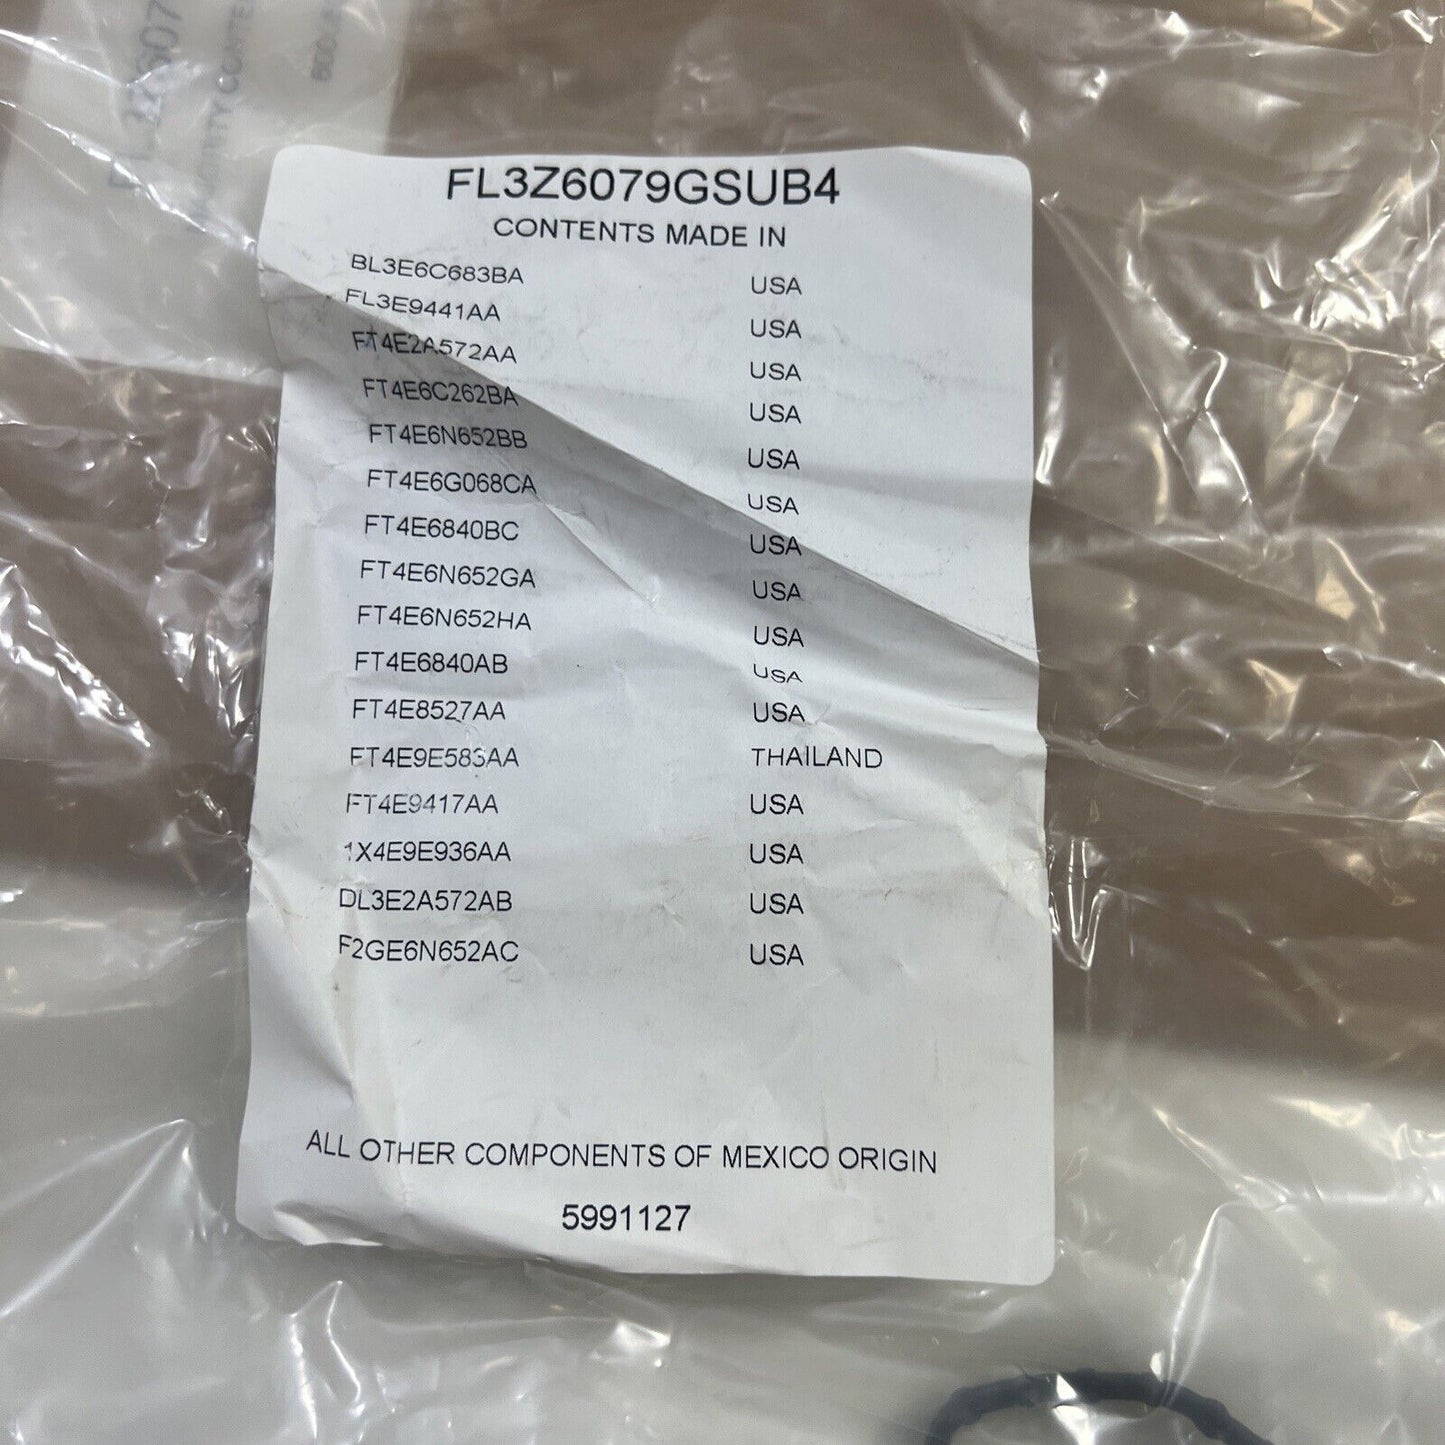 FL3Z6079GSUB4
CONTENTS MADE IN
BL3E6C683BA USA
FL3E9441AA USA
FT4E2A572AA USA
FT4E6C262BA USA
FT4E6N652BB USA
FT4E6G068CA USA
FT4E6840BC USA
FT4E6N652GA USA
FT4E6N652HA USA
FT4E6840AB USA
FT4E8527AA USA
FT4E9E583AA THAILAND
FT4E9417AA USA
1X4E9E936AA USA
DL3E2A572AB USA
F2GE6N652AC USA
ALL OTHER COMPONENTS OF MEXICO ORIGIN
5991127